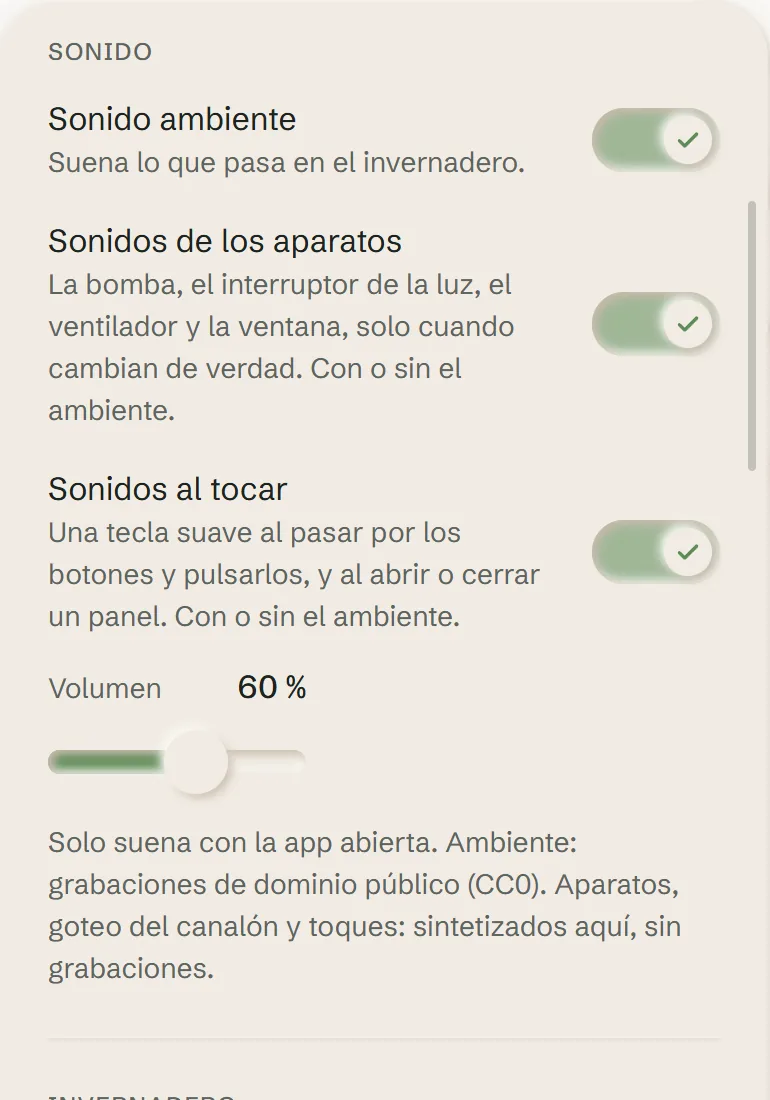 SONIDO
Sonido ambiente
Suena lo que pasa en el invernadero.
Sonidos de los aparatos
La bomba, el interruptor de la luz, el
ventilador y la ventana, solo cuando
cambian de verdad. Con o sin el
ambiente.
Sonidos al tocar
Una tecla suave al pasar por los
botones y pulsarlos, y al abrir o cerrar
un panel. Con o sin el ambiente.
Volumen 60 %
Solo suena con la app abierta. Ambiente:
grabaciones de dominio público (CC0). Aparatos,
goteo del canalón y toques: sintetizados aquí, sin
grabaciones.
INVERNADERO